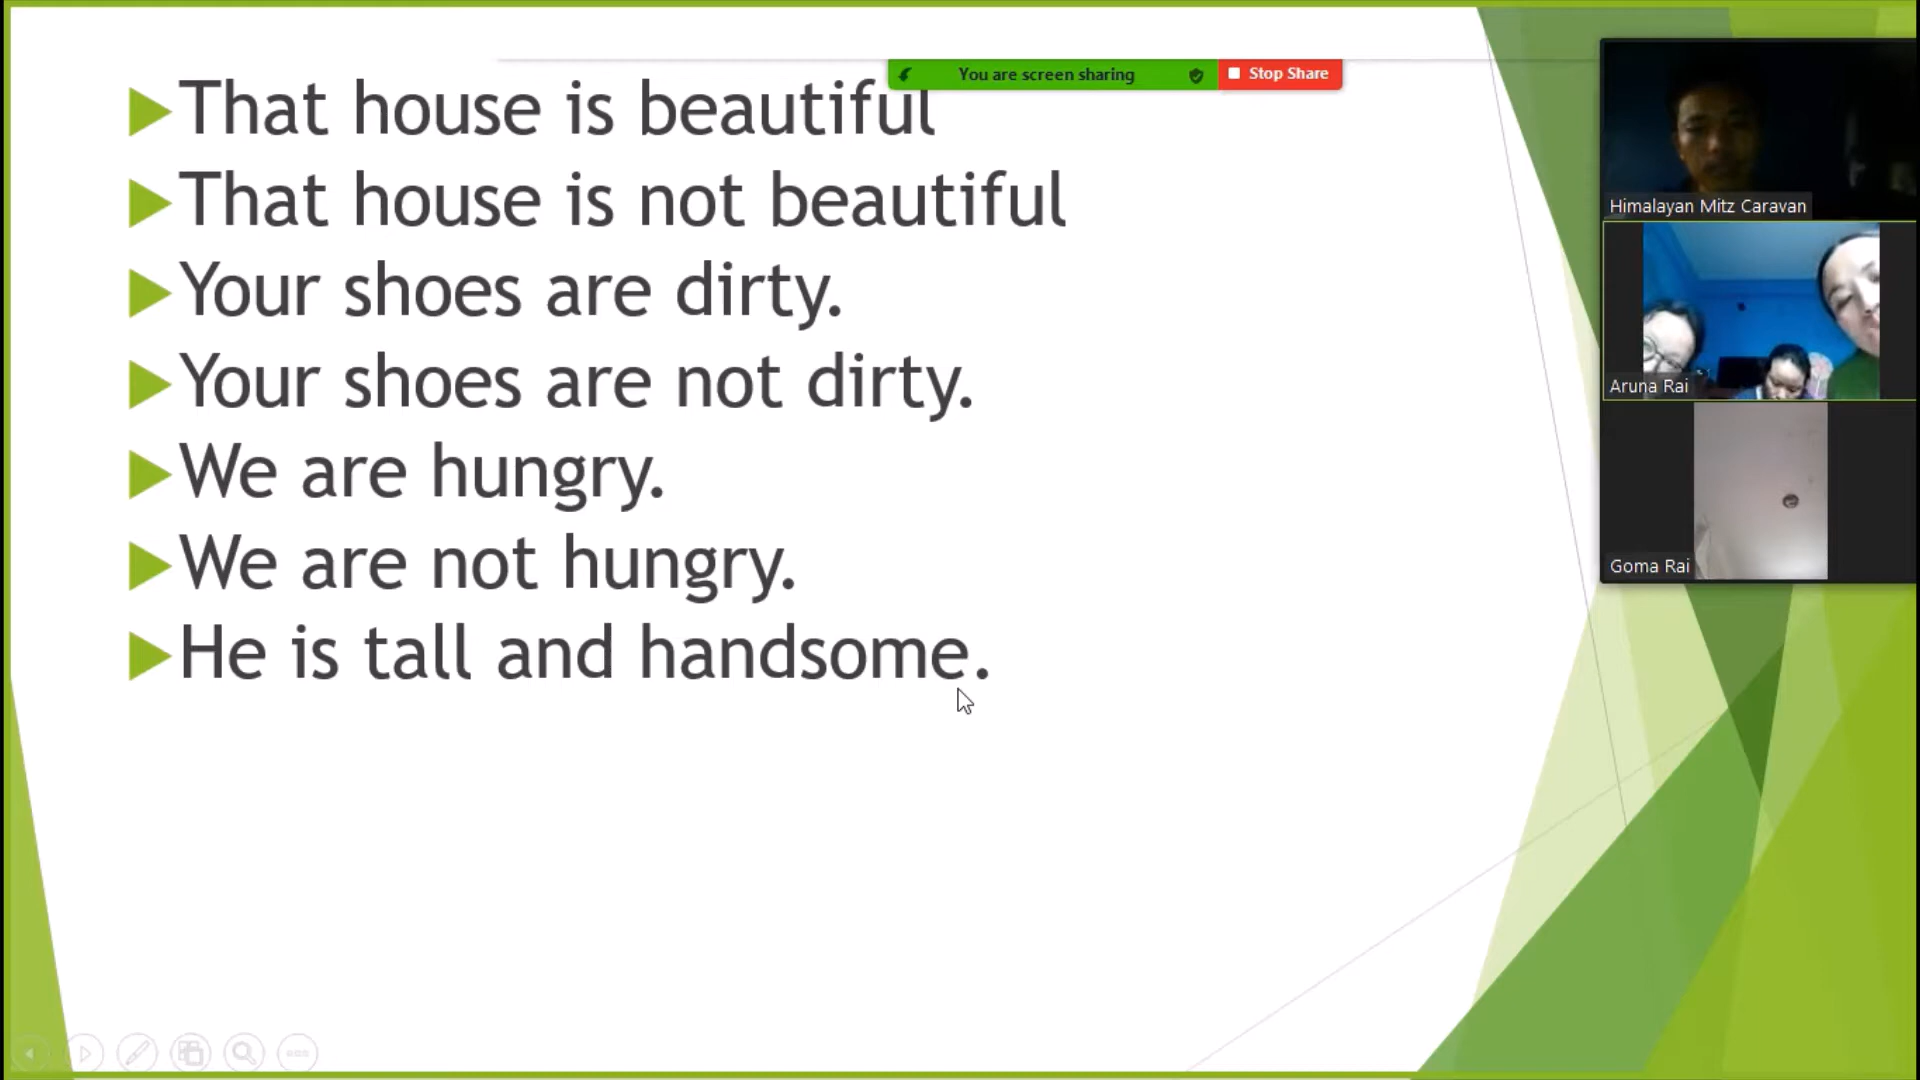 You are screen sharing
Stop Share
That house is beautiful
That house is not beautiful
Your shoes are dirty.
Your shoes are not dirty.
We are hungry.
We are not hungry.
He is tall and handsome.
Himalayan Mitz Caravan
Aruna Rai
Goma Rai